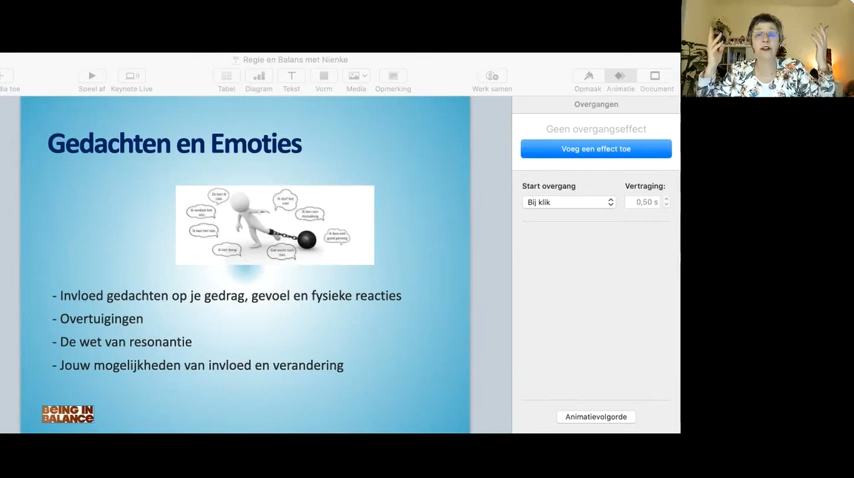 Regie en Balans met Nienke
Speel af
Keynote Live
Tabel
Diagram
Tekst
Vorm
Media
Opmerking
Werk samen
Opmaak
Animatie
Document
Overgangen
Geen overgangseffect
Voeg een effect toe
Start overgang
Vertraging:
Bij klik
0,50 s
Gedachten en Emoties
- Invloed gedachten op je gedrag, gevoel en fysieke reacties
- Overtuigingen
- De wet van resonantie
- Jouw mogelijkheden van invloed en verandering
BEING IN
BALANCE
Animatievolgorde